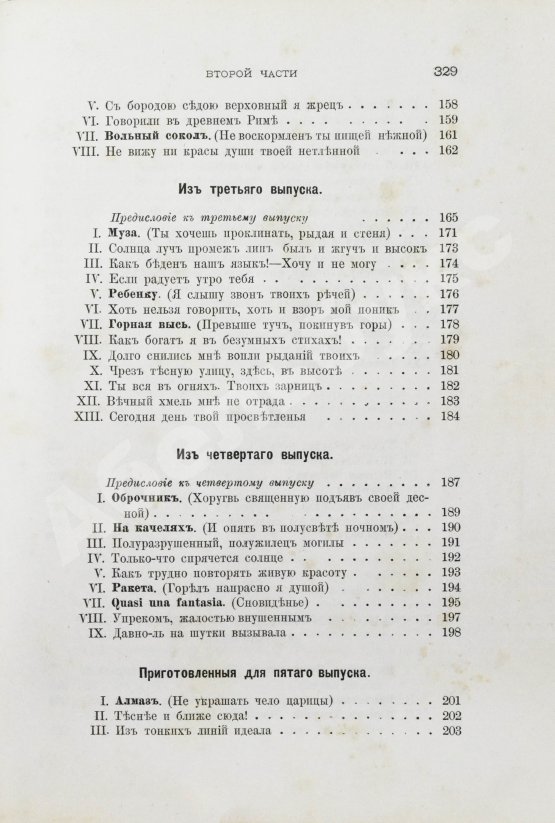 ВТОРОЙ ЧАСТИ 329
V. Съ бородою сѣдою верховный я жрецъ . . . . . . 158
VI. Говорили въ древнемъ Римѣ . . . . . . . . . . 159
VII. Вольный соколъ. (Не воскормленъ ты пищей нѣжной) 161
VIII. Не вижу ни красы души твоей нетлѣнной . . . . 162
Изъ третьяго выпуска.
Предисловіе къ третьему выпуску . . . . . . 165
I. Муза. (Ты хочешь проклинать, рыдая и стеня) . . . 171
II. Солнца лучъ промежъ липъ былъ и жгучъ и высокъ 173
III. Какъ бѣденъ нашъ языкъ!—Хочу и не могу . . . . 174
IV. Если радуетъ утро тебя . . . . . . . . . . . 175
V. Ребенку. (Я слышу звонъ твоихъ рѣчей) . . . . . 176
VI. Хоть нельзя говорить, хоть и взоръ мой поникъ . . 177
VII. Горная высь. (Превыше тучъ, покинувъ горы) . . . 178
VIII. Какъ богатъ я въ безумныхъ стихахъ! . . . . . . 179
IX. Долго снились мнѣ вопли рыданій твоихъ . . . . 180
X. Чрезъ тѣсную улицу, здѣсь, въ высотѣ . . . . . 181
XI. Ты вся въ огняхъ. Твоихъ зарницъ . . . . . . . 182
XII. Вѣчный хмель мнѣ не отрада . . . . . . . . . 183
XIII. Сегодня день твой просвѣтленья . . . . . . . 184
Изъ четвертаго выпуска.
Предисловіе къ четвертому выпуску . . . . . . . 187
I. Оброчникъ. (Хоругвь священную подъявъ своей дес-
ной) . . . . . . . . . . . . . . . . 189
II. На качеляхъ. (И опять въ полусвѣтѣ ночномъ) . . . 190
III. Полуразрушенный, полужилецъ могилы . . . . . . 191
IV. Только-что спрячется солнце . . . . . . . . . 192
V. Какъ трудно повторять живую красоту . . . . . . 193
VI. Ракета. (Горѣлъ напрасно я душой) . . . . . . . 194
VII. Quasi una fantasia. (Сновидѣнье) . . . . . . . . 195
VIII. Упрекомъ, жалостью внушеннымъ . . . . . . . . 197
IX. Давно-ль на шутки вызывала . . . . . . . . . . 198
Приготовленныя для пятаго выпуска.
I. Алмазъ. (Не украшать чело царицы) . . . . . . . 201
II. Тѣснѣе и ближе сюда! . . . . . . . . . . . . 202
III. Изъ тонкихъ линій идеала . . . . . . . . . . . 203